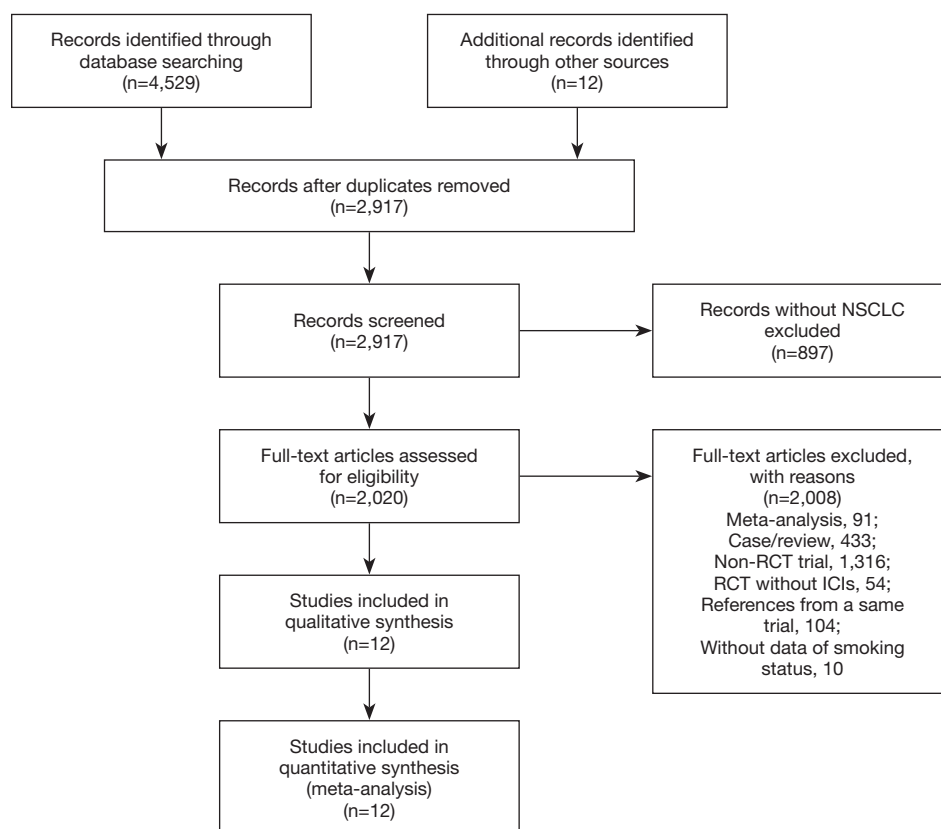 Records identified through
database searching
(n=4,529)
Additional records identified
through other sources
(n=12)
Records after duplicates removed
(n=2,917)
Records screened
(n=2,917)
Records without NSCLC
excluded
(n=897)
Full-text articles assessed
for eligibility
(n=2,020)
Full-text articles excluded,
with reasons
(n=2,008)
Meta-analysis, 91;
Case/review, 433;
Non-RCT trial, 1,316;
RCT without ICIs, 54;
References from a same
trial, 104;
Without data of smoking
status, 10
Studies included in
qualitative synthesis
(n=12)
Studies included in
quantitative synthesis
(meta-analysis)
(n=12)